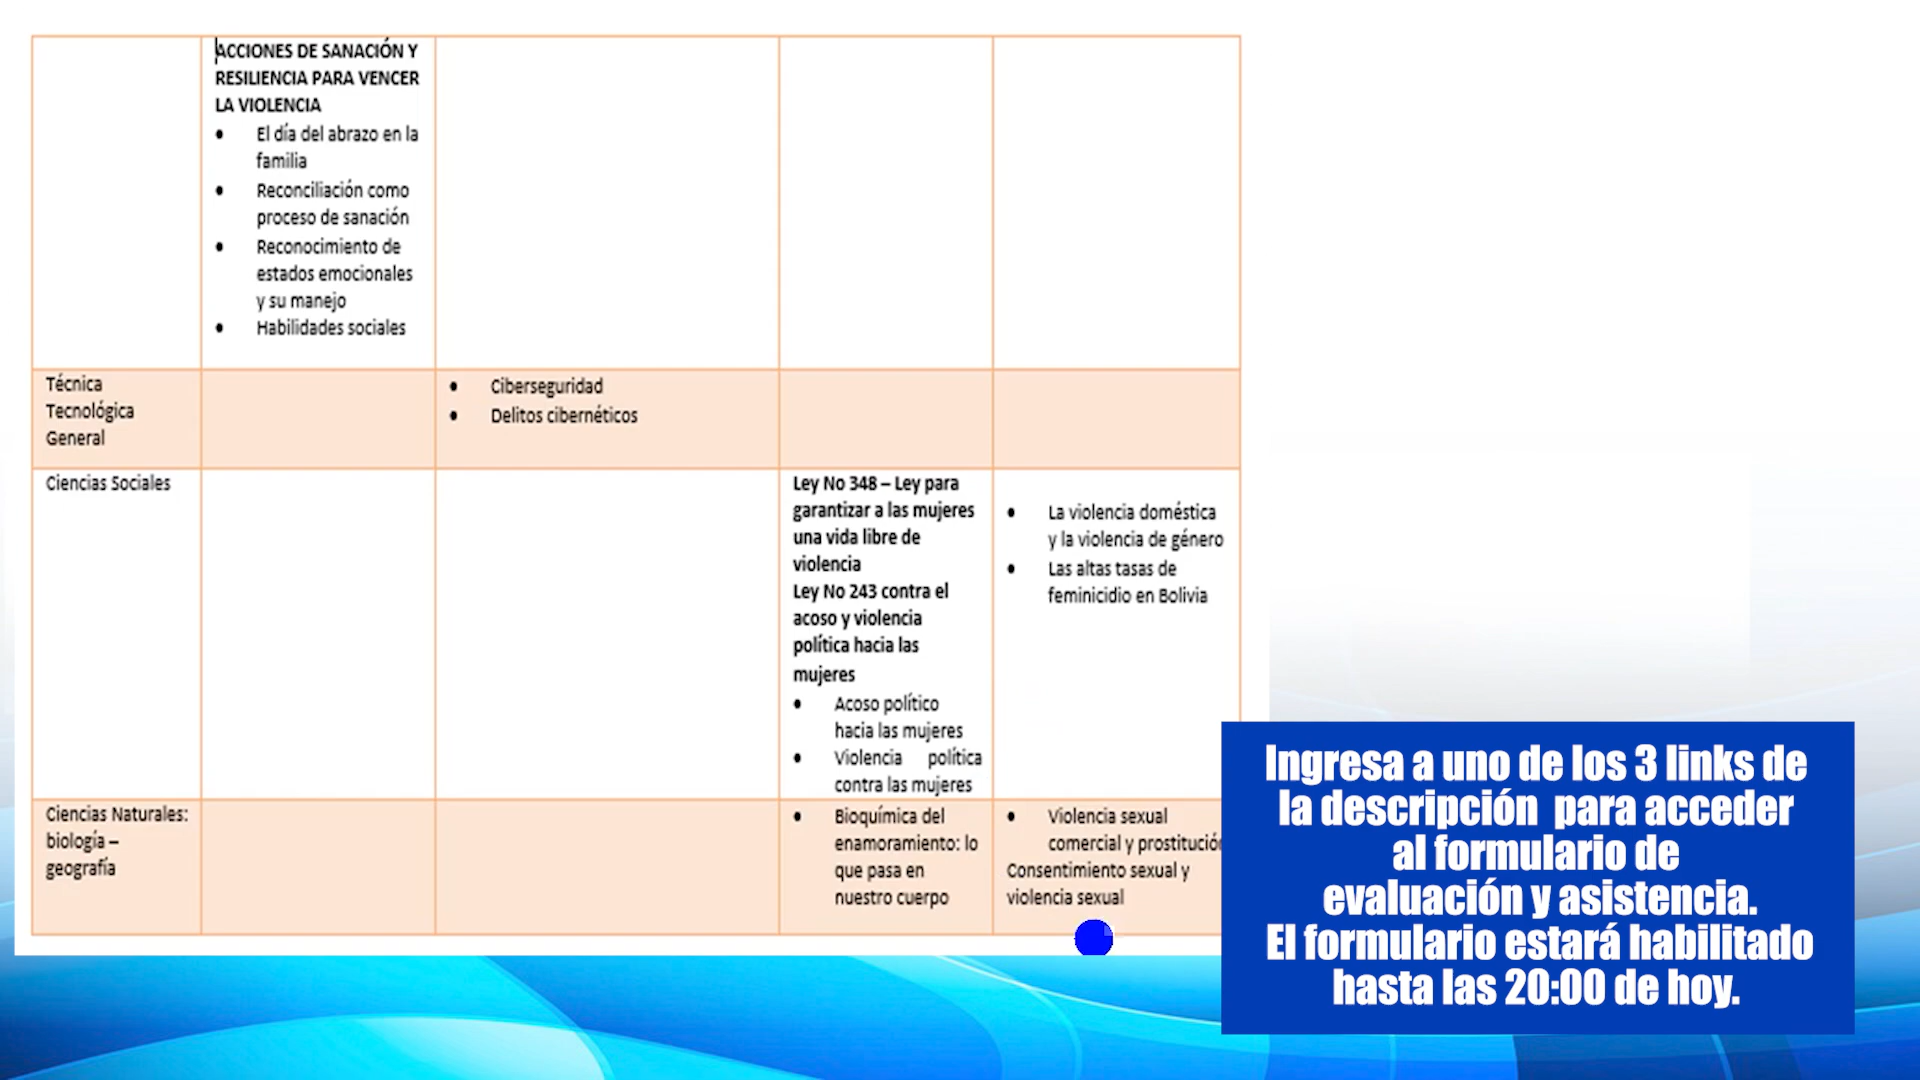 ACCIONES DE SANACIÓN Y
RESILIENCIA PARA VENCER
LA VIOLENCIA
• El día del abrazo en la
familia
• Reconciliación como
proceso de sanación
• Reconocimiento de
estados emocionales
y su manejo
• Habilidades sociales
Técnica
Tecnológica
General
• Ciberseguridad
• Delitos cibernéticos
Ciencias Sociales
Ley No 348 – Ley para
garantizar a las mujeres
una vida libre de
violencia
Ley No 243 contra el
acoso y violencia
política hacia las
mujeres
• Acoso político
hacia las mujeres
• Violencia política
contra las mujeres
• La violencia doméstica
y la violencia de género
• Las altas tasas de
feminicidio en Bolivia
Ciencias Naturales:
biología –
geografía
• Bioquímica del
enamoramiento: lo
que pasa en
nuestro cuerpo
• Violencia sexual
comercial y prostitución
Consentimiento sexual y
violencia sexual
Ingresa a uno de los 3 links de
la descripción para acceder
al formulario de
evaluación y asistencia.
El formulario estará habilitado
hasta las 20:00 de hoy.